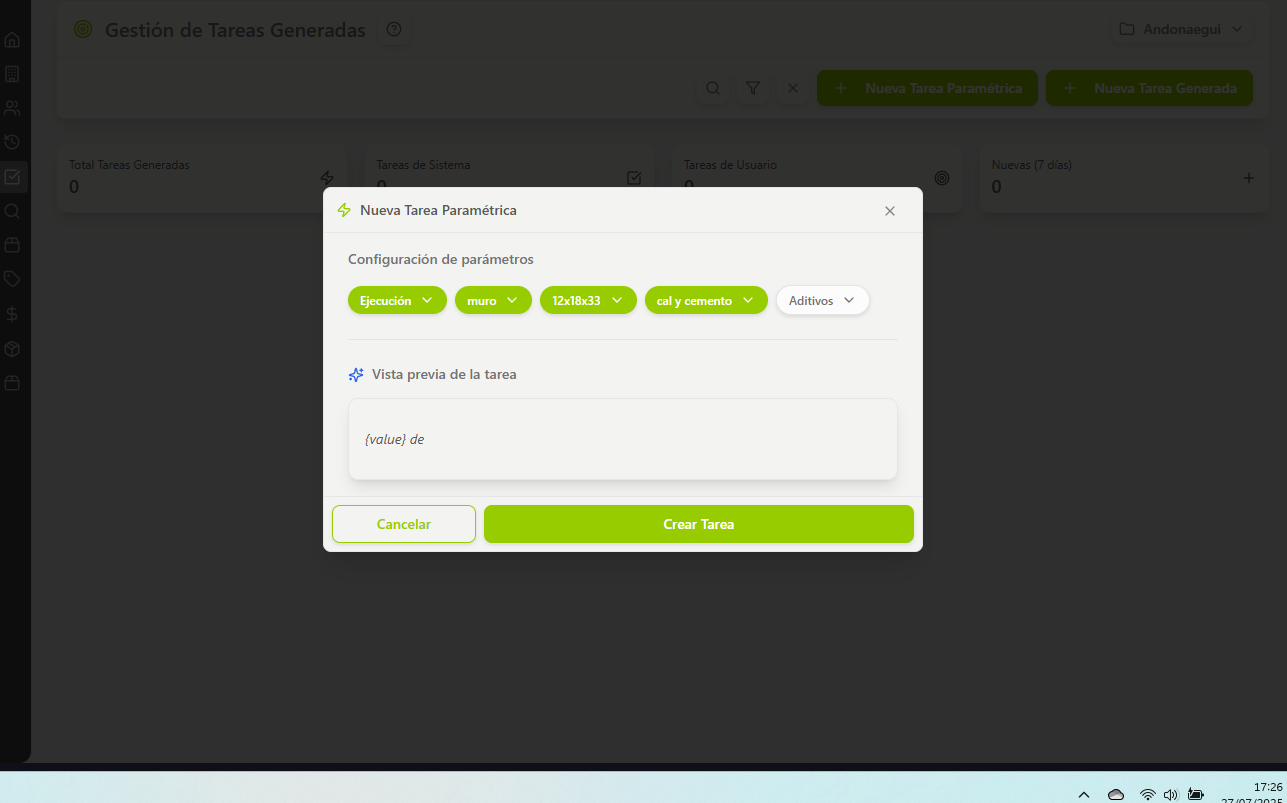 Gestión de Tareas Generadas
Andonaegui
Nueva Tarea Paramétrica
Nueva Tarea Generada
Total Tareas Generadas
0
Tareas de Sistema
0
Tareas de Usuario
0
Nuevas (7 días)
0
Nueva Tarea Paramétrica
Configuración de parámetros
Ejecución
muro
12x18x33
cal y cemento
Aditivos
Vista previa de la tarea
{value} de
Cancelar
Crear Tarea
17:26
27/07/2025